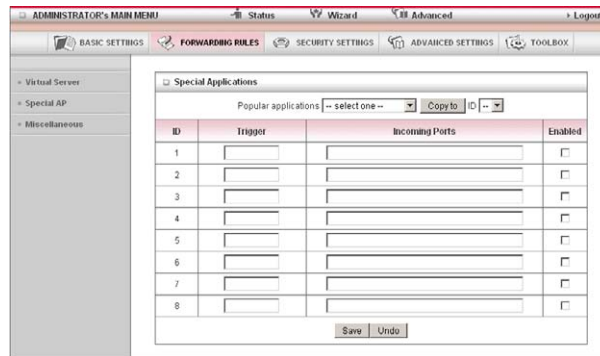 ADMINISTRATOR's MAIN MENU Status Wizard Advanced Logout
BASIC SETTINGS FORWARDING RULES SECURITY SETTINGS ADVANCED SETTINGS TOOLBOX
Virtual Server
Special AP
Miscellaneous
Special Applications
Popular applications -- select one -- Copy to ID --
ID Trigger Incoming Ports Enabled
1
2
3
4
5
6
7
8
Save Undo